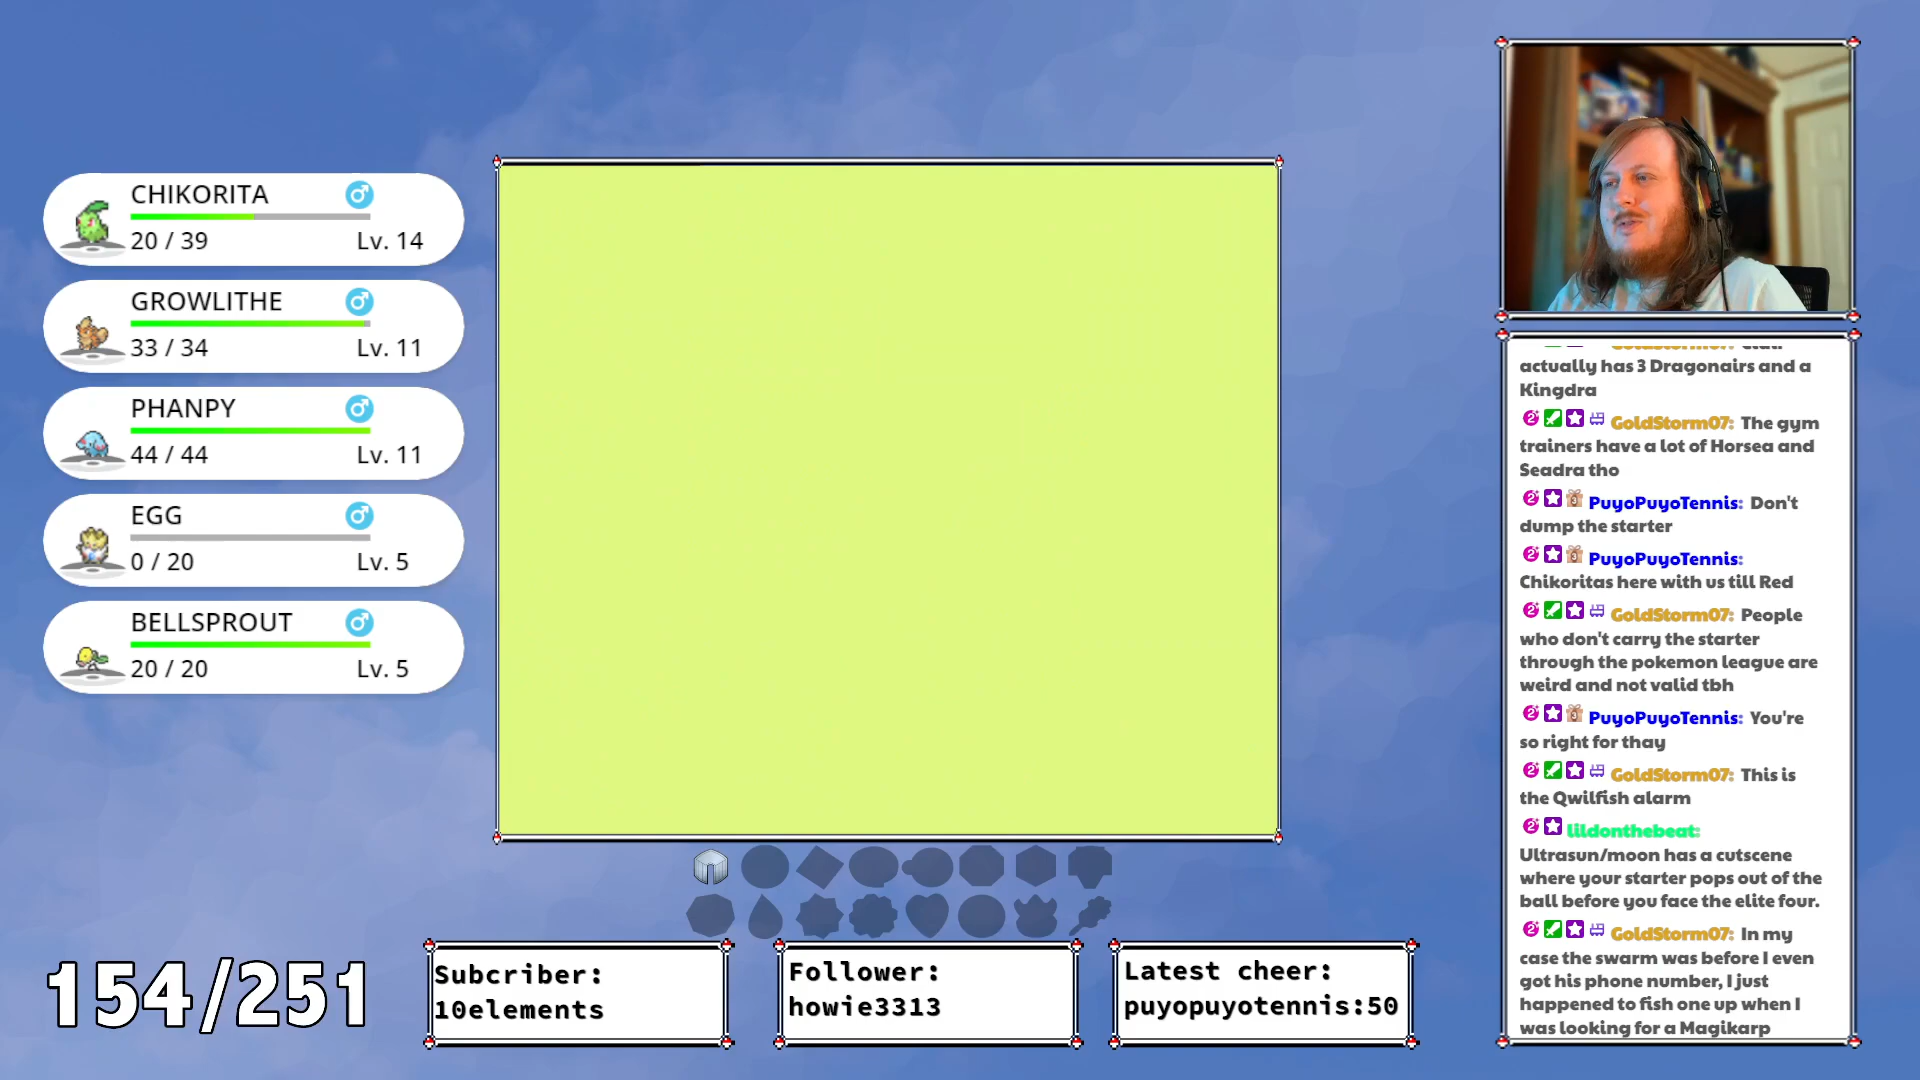 CHIKORITA
20 / 39 Lv. 14
GROWLITHE
33 / 34 Lv. 11
PHANPY
44 / 44 Lv. 11
EGG
0 / 20 Lv. 5
BELLSPROUT
20 / 20 Lv. 5
154/251
Subcriber:
10elements
Follower:
howie3313
Latest cheer:
puyopuyotennis:50
actually has 3 Dragonairs and a
Kingdra
GoldStorm07: The gym
trainers have a lot of Horsea and
Seadra tho
PuyoPuyoTennis: Don't
dump the starter
PuyoPuyoTennis:
Chikoritas here with us till Red
GoldStorm07: People
who don't carry the starter
through the pokemon league are
weird and not valid tbh
PuyoPuyoTennis: You're
so right for thay
GoldStorm07: This is
the Qwilfish alarm
lildonthebeat:
Ultrasun/moon has a cutscene
where your starter pops out of the
ball before you face the elite four.
GoldStorm07: In my
case the swarm was before I even
got his phone number, I just
happened to fish one up when I
was looking for a Magikarp